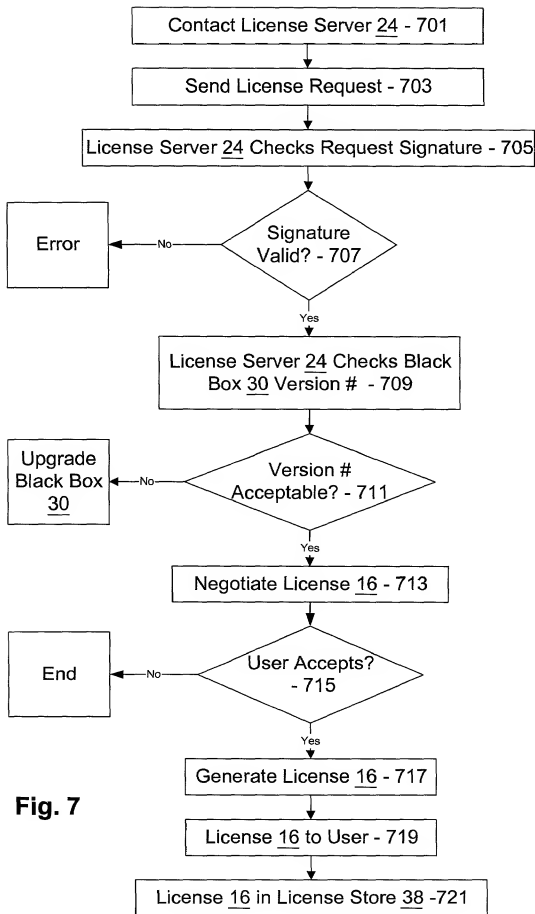 Contact License Server 24 - 701
Send License Request - 703
License Server 24 Checks Request Signature - 705
Signature
Valid? - 707
No
Error
Yes
License Server 24 Checks Black
Box 30 Version # - 709
Version #
Acceptable? - 711
No
Upgrade
Black Box
30
Yes
Negotiate License 16 - 713
User Accepts?
- 715
No
End
Yes
Generate License 16 - 717
License 16 to User - 719
License 16 in License Store 38 -721
Fig. 7